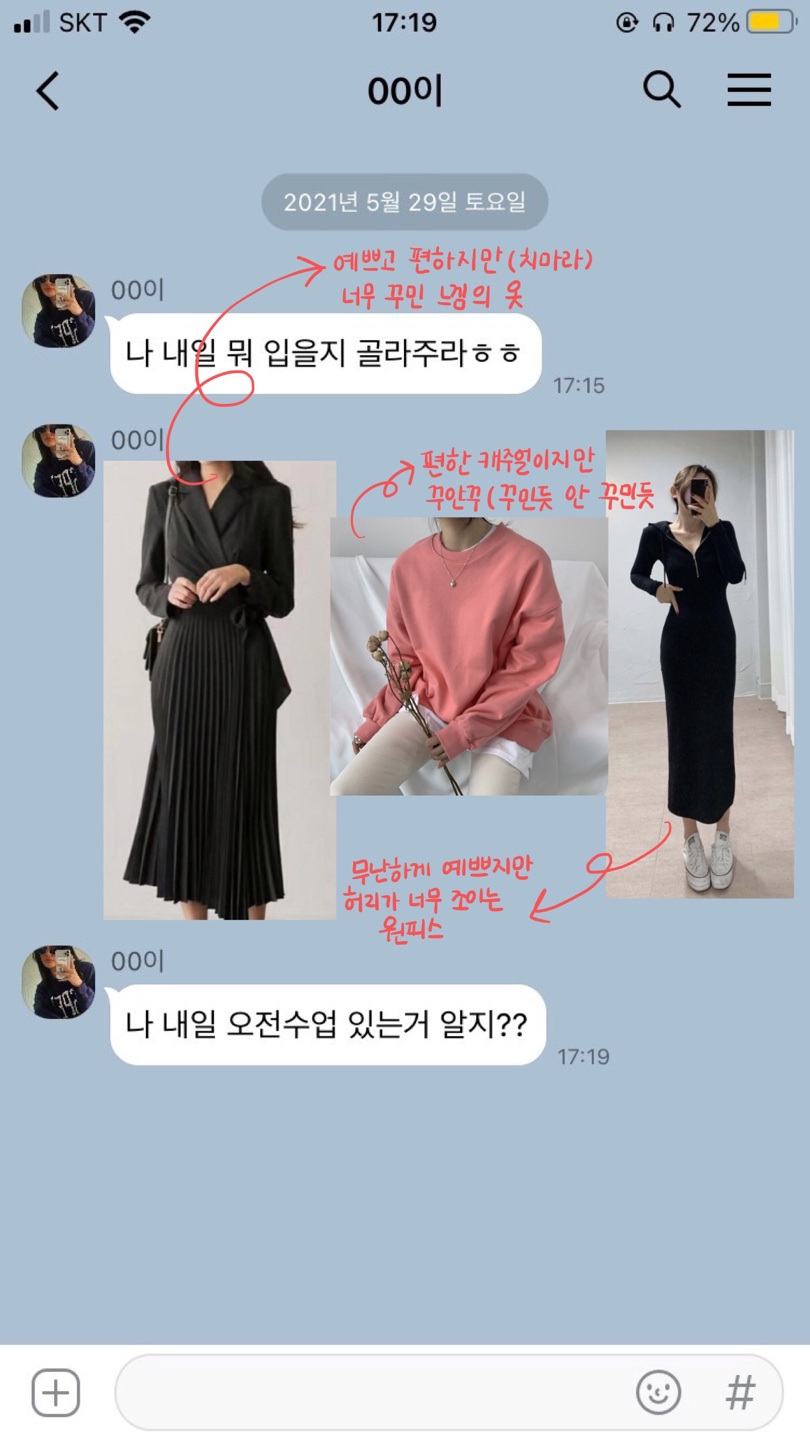 SKT 17:19 72%
00이
2021년 5월 29일 토요일
예쁘고 편하지만(치마라)
너무 꾸민 느낌의 옷
00이
나 내일 뭐 입을지 골라주라ㅎㅎ
17:15
00이
편한 캐주얼이지만
꾸안꾸(꾸민듯 안 꾸민듯
무난하게 예쁘지만
허리가 너무 조이는
원피스
00이
나 내일 오전수업 있는거 알지??
17:19
#